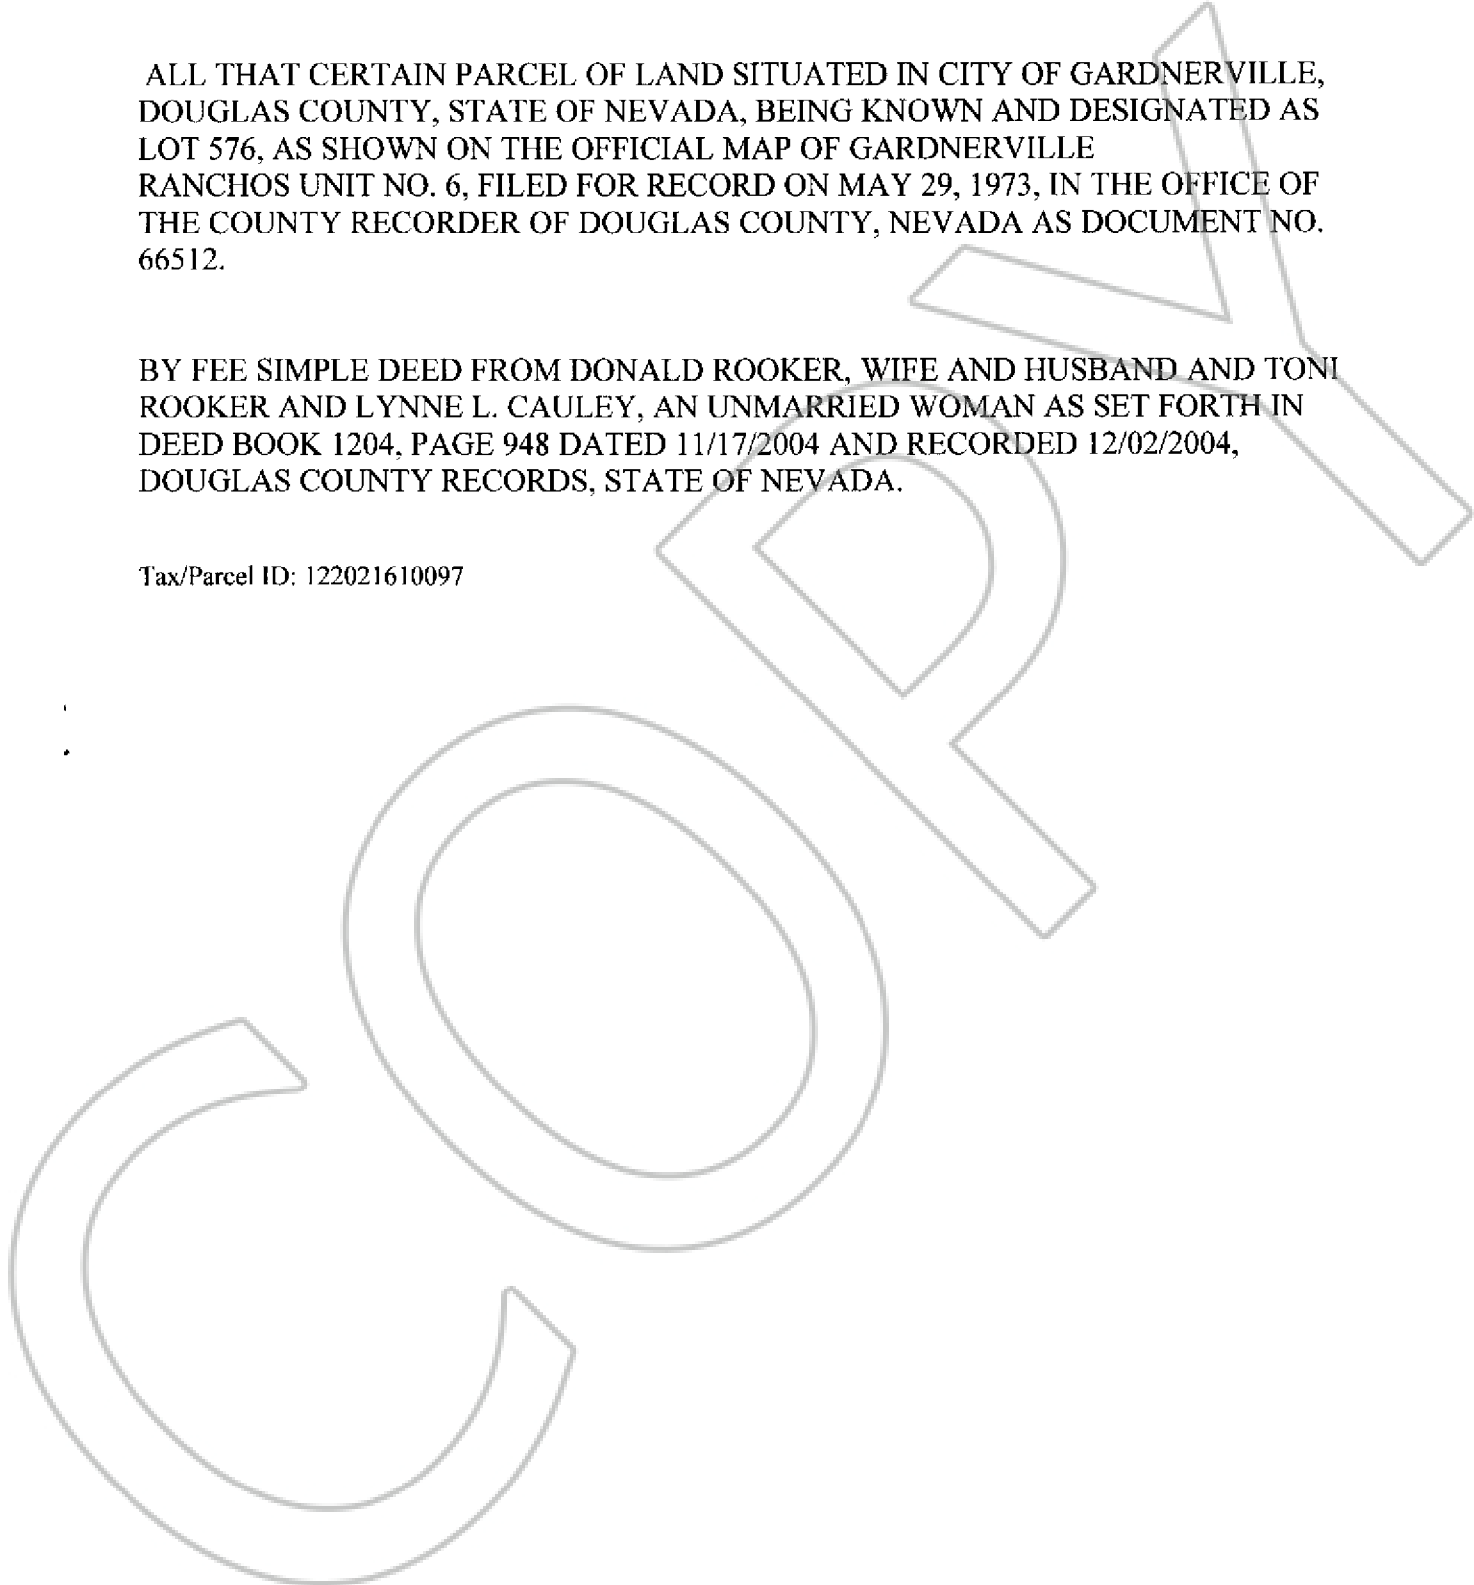 ALL THAT CERTAIN PARCEL OF LAND SITUATED IN CITY OF GARDNERVILLE,
DOUGLAS COUNTY, STATE OF NEVADA, BEING KNOWN AND DESIGNATED AS
LOT 576, AS SHOWN ON THE OFFICIAL MAP OF GARDNERVILLE
RANCHOS UNIT NO. 6, FILED FOR RECORD ON MAY 29, 1973, IN THE OFFICE OF
THE COUNTY RECORDER OF DOUGLAS COUNTY, NEVADA AS DOCUMENT NO.
66512.
BY FEE SIMPLE DEED FROM DONALD ROOKER, WIFE AND HUSBAND AND TONI
ROOKER AND LYNNE L. CAULEY, AN UNMARRIED WOMAN AS SET FORTH IN
DEED BOOK 1204, PAGE 948 DATED 11/17/2004 AND RECORDED 12/02/2004,
DOUGLAS COUNTY RECORDS, STATE OF NEVADA.
Tax/Parcel ID: 122021610097
COPY